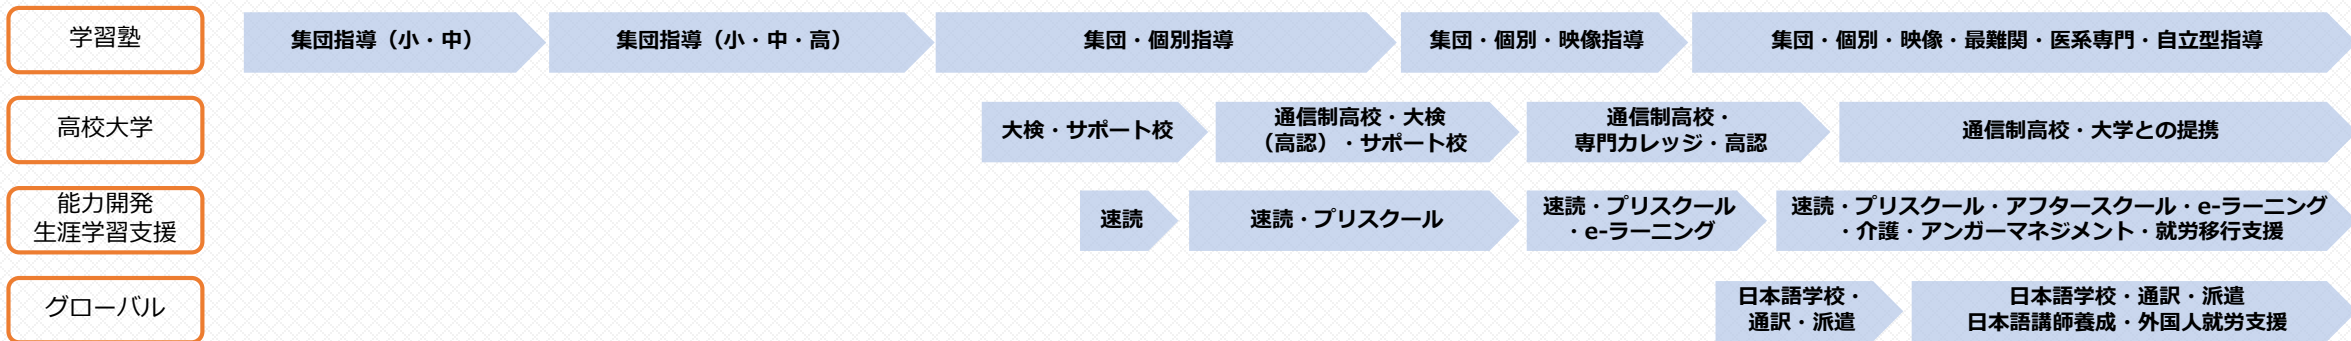 学習塾
集団指導（小・中）
集団指導（小・中・高）
集団・個別指導
集団・個別・映像指導
集団・個別・映像・最難関・医系専門・自立型指導
高校大学
大検・サポート校
通信制高校・大検
（高認）・サポート校
通信制高校・
専門カレッジ・高認
通信制高校・大学との提携
能力開発
生涯学習支援
速読
速読・プリスクール
速読・プリスクール
・e-ラーニング
速読・プリスクール・アフタースクール・e-ラーニング
・介護・アンガーマネジメント・就労移行支援
グローバル
日本語学校・
通訳・派遣
日本語学校・通訳・派遣
日本語講師養成・外国人就労支援